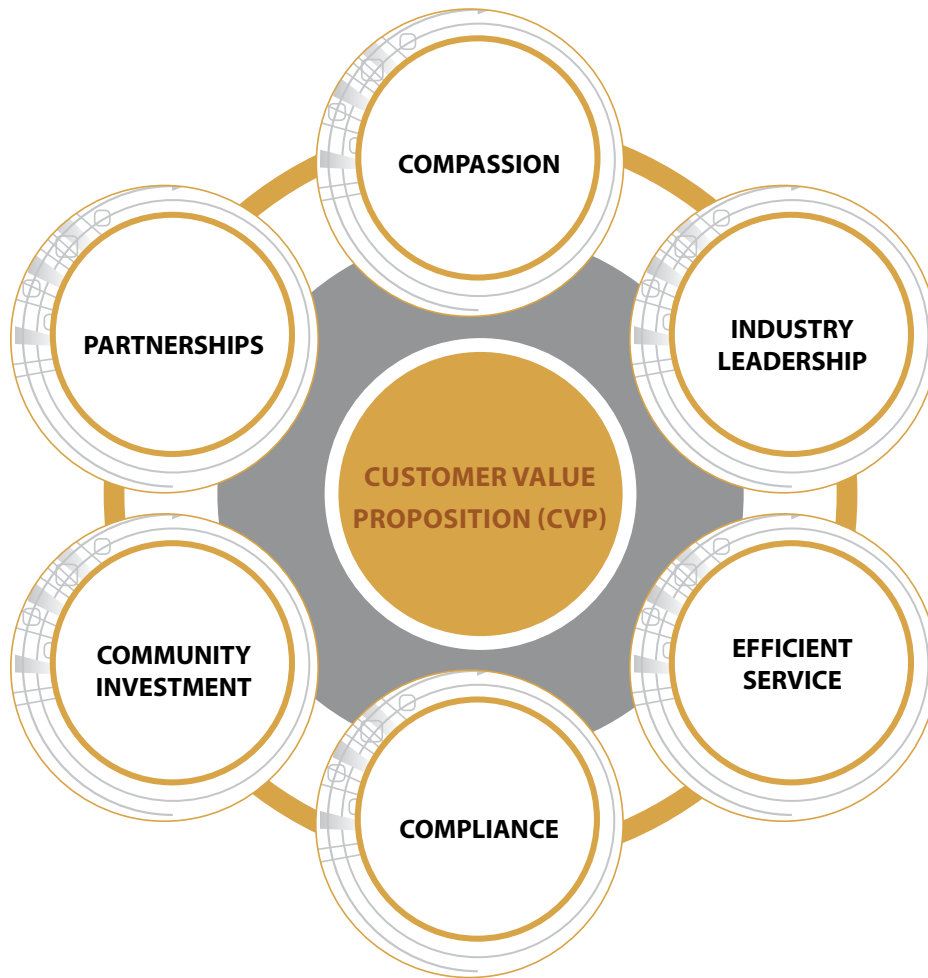 COMPASSION
INDUSTRY
LEADERSHIP
EFFICIENT
SERVICE
COMPLIANCE
COMMUNITY
INVESTMENT
PARTNERSHIPS
CUSTOMER VALUE
PROPOSITION (CVP)